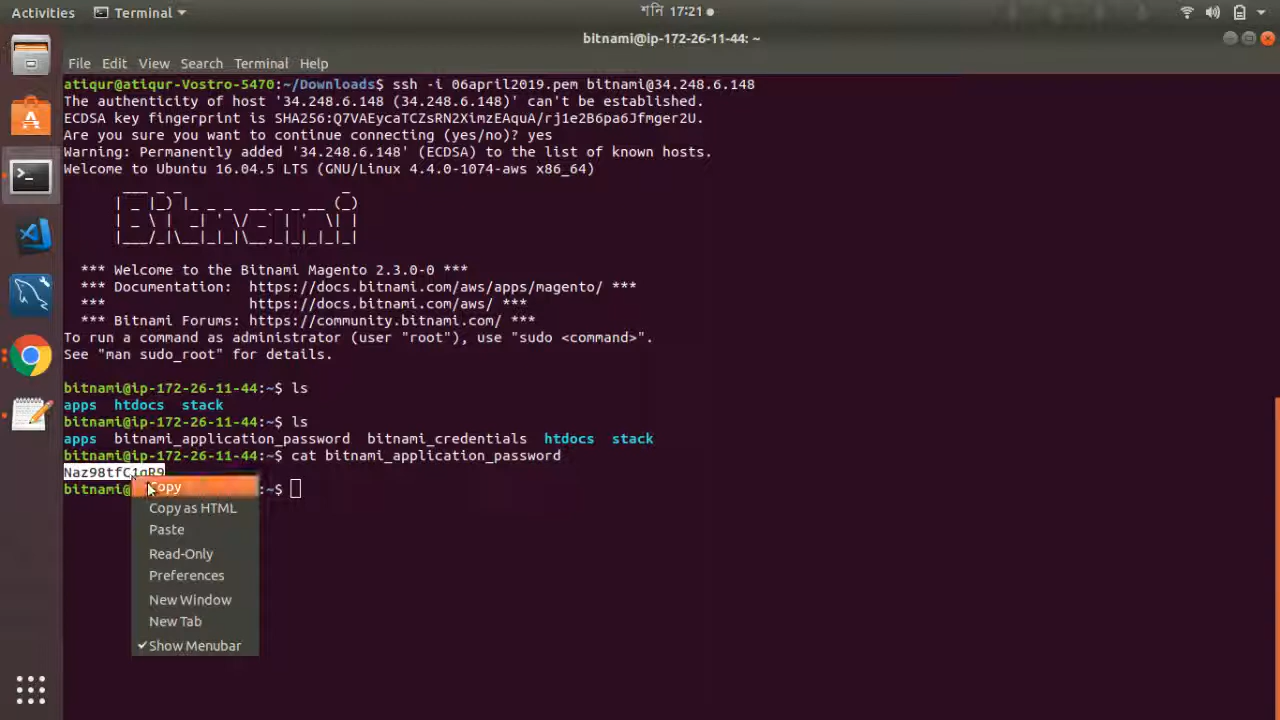 Activities Terminal শনি 17:21
bitnami@ip-172-26-11-44: ~
File Edit View Search Terminal Help
atiqur@atiqur-Vostro-5470:~/Downloads$ ssh -i 06april2019.pem bitnami@34.248.6.148
The authenticity of host '34.248.6.148 (34.248.6.148)' can't be established.
ECDSA key fingerprint is SHA256:Q7VAEycaTCZsRN2XimzEAquA/rj1e2B6pa6Jfmger2U.
Are you sure you want to continue connecting (yes/no)? yes
Warning: Permanently added '34.248.6.148' (ECDSA) to the list of known hosts.
Welcome to Ubuntu 16.04.5 LTS (GNU/Linux 4.4.0-1074-aws x86_64)
Bitnami
*** Welcome to the Bitnami Magento 2.3.0-0 ***
*** Documentation: https://docs.bitnami.com/aws/apps/magento/ ***
*** https://docs.bitnami.com/aws/ ***
*** Bitnami Forums: https://community.bitnami.com/ ***
To run a command as administrator (user "root"), use "sudo <command>".
See "man sudo_root" for details.
bitnami@ip-172-26-11-44:~$ ls
apps htdocs stack
bitnami@ip-172-26-11-44:~$ ls
apps bitnami_application_password bitnami_credentials htdocs stack
bitnami@ip-172-26-11-44:~$ cat bitnami_application_password
bitnami@ :~$
Copy
Copy as HTML
Paste
Read-Only
Preferences
New Window
New Tab
Show Menubar